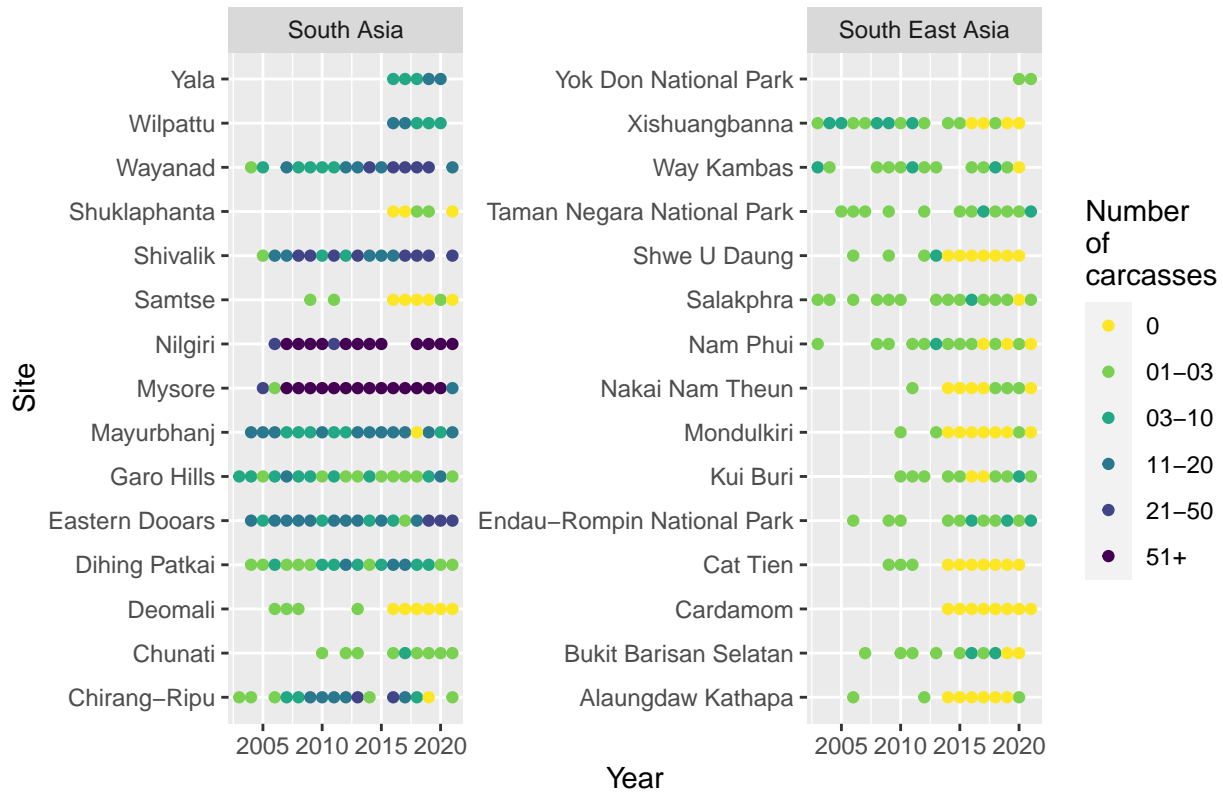 South Asia
South East Asia
Site
Yala
Wilpattu
Wayanad
Shuklaphanta
Shivalik
Samtse
Nilgiri
Mysore
Mayurbhanj
Garo Hills
Eastern Dooars
Dihing Patkai
Deomali
Chunati
Chirang−Ripu
2005 2010 2015 2020
Yok Don National Park
Xishuangbanna
Way Kambas
Taman Negara National Park
Shwe U Daung
Salakphra
Nam Phui
Nakai Nam Theun
Mondulkiri
Kui Buri
Endau−Rompin National Park
Cat Tien
Cardamom
Bukit Barisan Selatan
Alaungdaw Kathapa
2005 2010 2015 2020
Year
Number
of
carcasses
0
01−03
03−10
11−20
21−50
51+